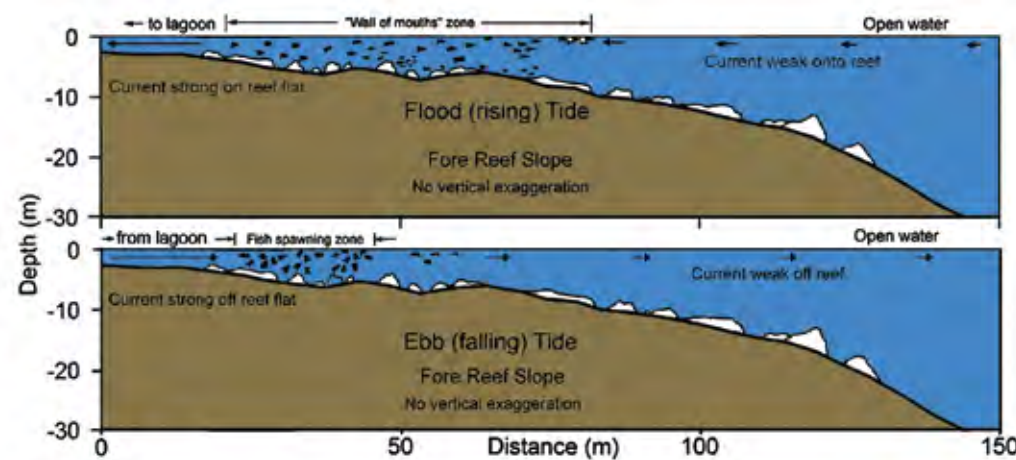 to lagoon "Wall of mouths" zone Open water
0
Current strong on reef flat Current weak onto reef
-10
Flood (rising) Tide
Fore Reef Slope
-20
No vertical exaggeration
-30
from lagoon Fish spawning zone Open water
0
Current strong off reef flat Current weak off reef
-10
Ebb (falling) Tide
Fore Reef Slope
-20
No vertical exaggeration
-30
Depth (m)
0 50 Distance (m) 100 150